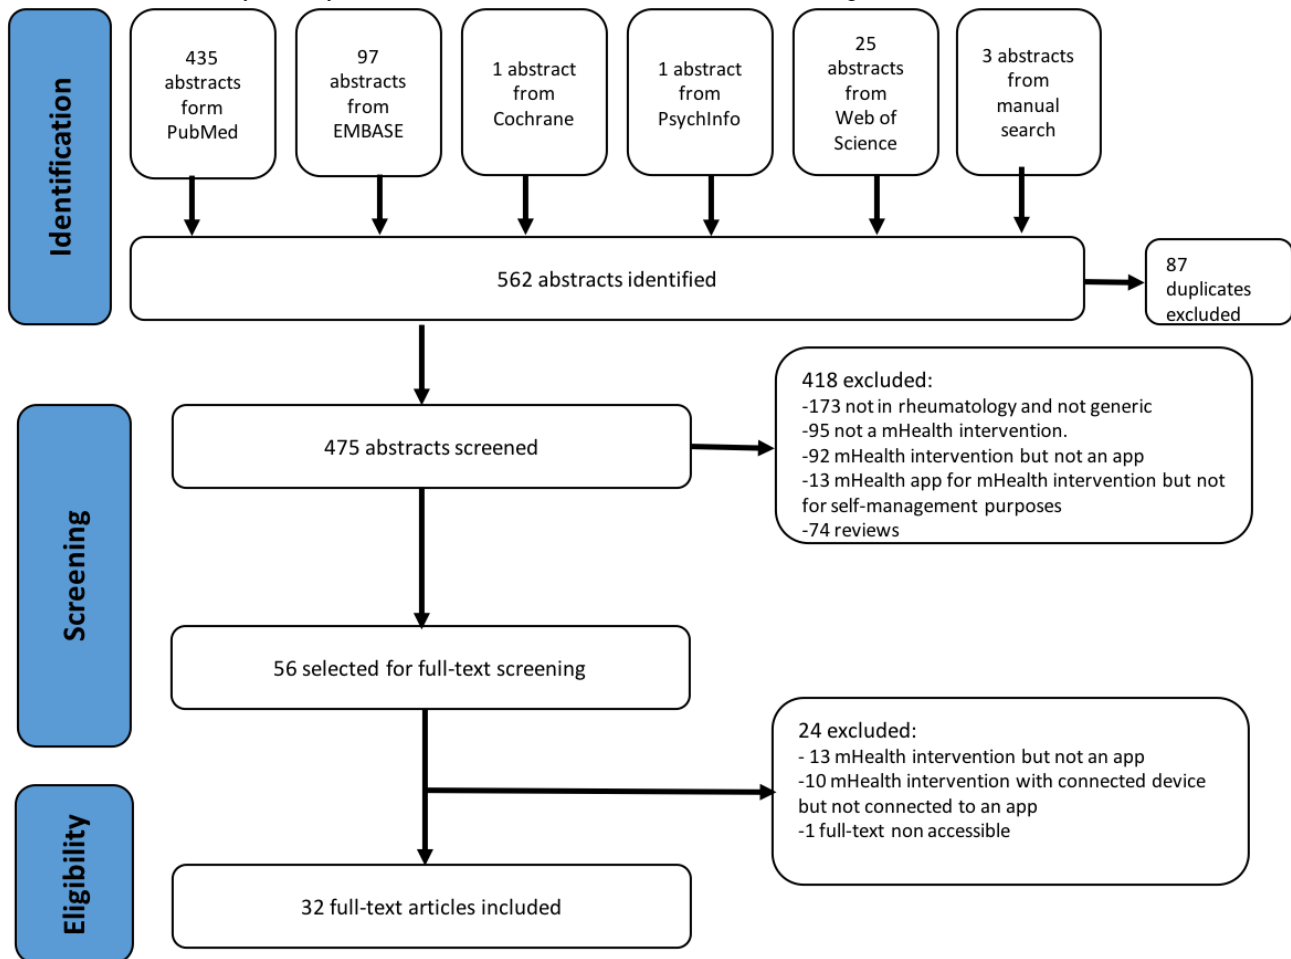 Identification
435
abstracts
form
PubMed
97
abstracts
from
EMBASE
1 abstract
from
Cochrane
1 abstract
from
PsychInfo
25
abstracts
from
Web of
Science
3 abstracts
from
manual
search
562 abstracts identified
87
duplicates
excluded
Screening
475 abstracts screened
418 excluded:
-173 not in rheumatology and not generic
-95 not a mHealth intervention.
-92 mHealth intervention but not an app
-13 mHealth app for mHealth intervention but not
for self-management purposes
-74 reviews
56 selected for full-text screening
24 excluded:
- 13 mHealth intervention but not an app
-10 mHealth intervention with connected device
but not connected to an app
-1 full-text non accessible
Eligibility
32 full-text articles included